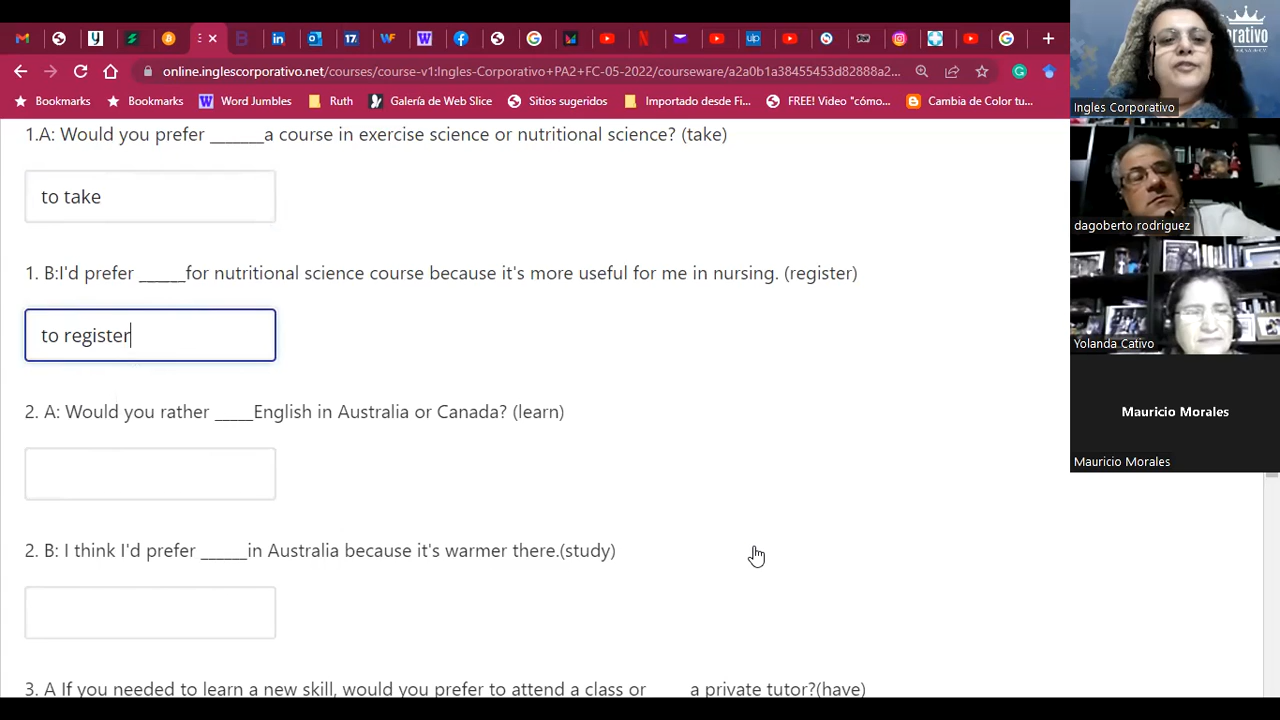 17
online.inglescorporativo.net/courses/course-v1:Ingles-Corporativo+PA2+FC-05-2022/courseware/a2a0b1a38455453d82888a2...
Bookmarks
Bookmarks
Word Jumbles
Ruth
Galería de Web Slice
Sitios sugeridos
Importado desde Fi...
FREE! Video "cómo...
Cambia de Color tu...
1.A: Would you prefer _______a course in exercise science or nutritional science? (take)
to take
1. B:I'd prefer ______for nutritional science course because it's more useful for me in nursing. (register)
to register
2. A: Would you rather _____English in Australia or Canada? (learn)
2. B: I think I'd prefer ______in Australia because it's warmer there.(study)
3. A If you needed to learn a new skill, would you prefer to attend a class or ____ a private tutor?(have)
Ingles Corporativo
dagoberto rodriguez
Yolanda Cativo
Mauricio Morales
Mauricio Morales